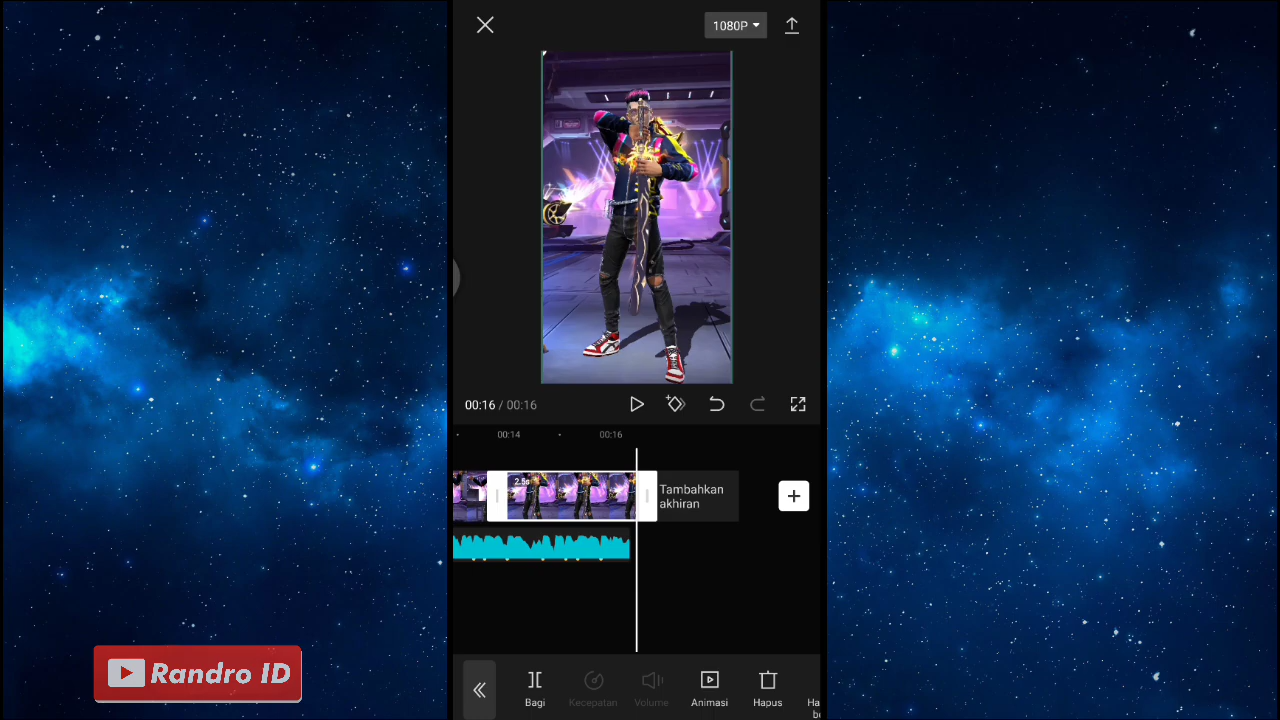 1080P
00:16 / 00:16
00:14
00:16
2.5s
Tambahkan
akhiran
Bagi
Kecepatan
Volume
Animasi
Hapus
Randro ID